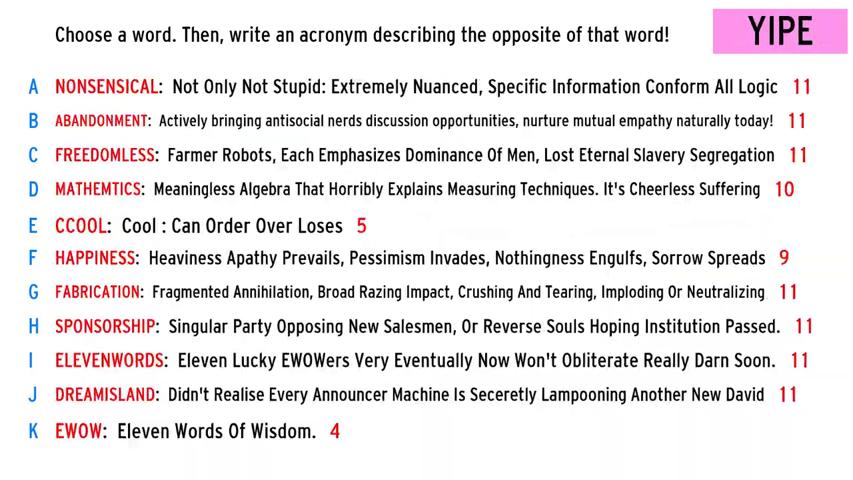 Choose a word. Then, write an acronym describing the opposite of that word!
YIPE
A NONSENSICAL: Not Only Not Stupid: Extremely Nuanced, Specific Information Conform All Logic 11
B ABANDONMENT: Actively bringing antisocial nerds discussion opportunities, nurture mutual empathy naturally today! 11
C FREEDOMLESS: Farmer Robots, Each Emphasizes Dominance Of Men, Lost Eternal Slavery Segregation 11
D MATHEMTICS: Meaningless Algebra That Horribly Explains Measuring Techniques. It's Cheerless Suffering 10
E CCOOL: Cool : Can Order Over Loses 5
F HAPPINESS: Heaviness Apathy Prevails, Pessimism Invades, Nothingness Engulfs, Sorrow Spreads 9
G FABRICATION: Fragmented Annihilation, Broad Razing Impact, Crushing And Tearing, Imploding Or Neutralizing 11
H SPONSORSHIP: Singular Party Opposing New Salesmen, Or Reverse Souls Hoping Institution Passed. 11
I ELEVENWORDS: Eleven Lucky EWOWers Very Eventually Now Won't Obliterate Really Darn Soon. 11
J DREAMISLAND: Didn't Realise Every Announcer Machine Is Seceretly Lampooning Another New David 11
K EWOW: Eleven Words Of Wisdom. 4